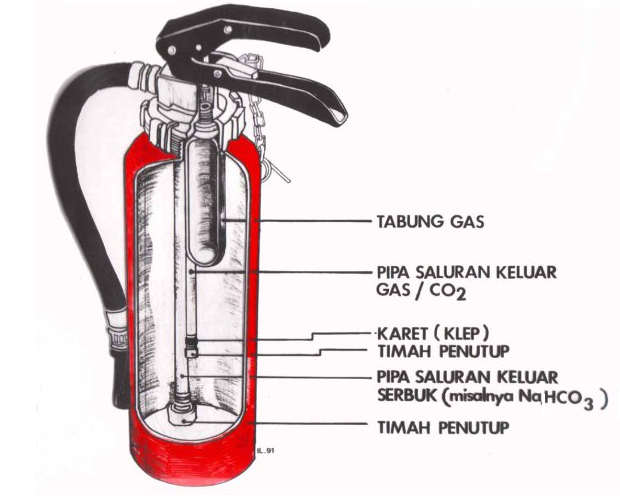 TABUNG GAS
PIPA SALURAN KELUAR
GAS / CO2
KARET ( KLEP )
TIMAH PENUTUP
PIPA SALURAN KELUAR
SERBUK (misalnya NaHCO3 )
TIMAH PENUTUP
IL.91